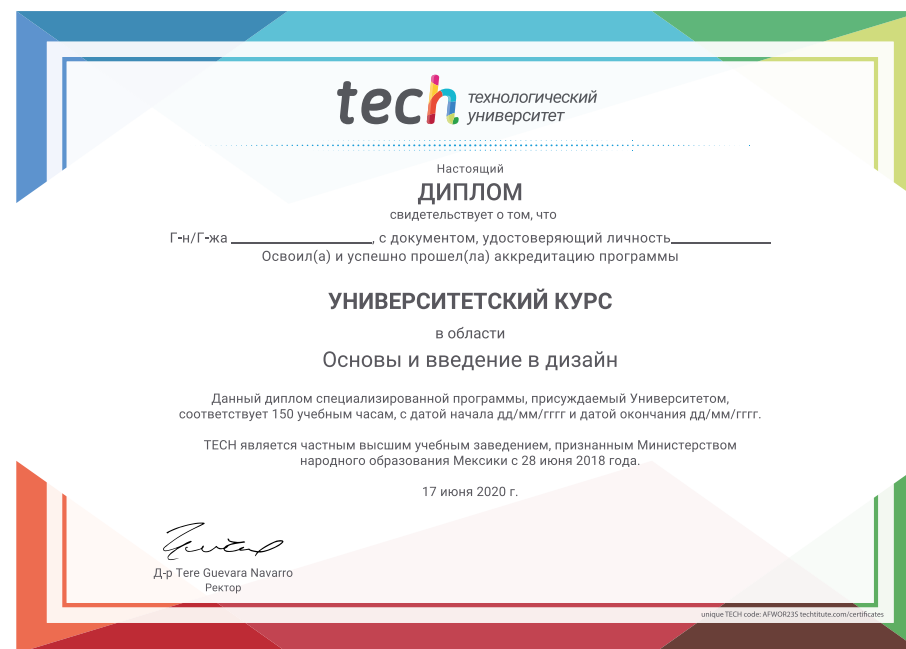 tech технологический
университет
Настоящий
ДИПЛОМ
свидетельствует о том, что
Г-н/Г-жа ____________________, с документом, удостоверяющий личность______________
Освоил(а) и успешно прошел(ла) аккредитацию программы
УНИВЕРСИТЕТСКИЙ КУРС
в области
Основы и введение в дизайн
Данный диплом специализированной программы, присуждаемый Университетом,
соответствует 150 учебным часам, с датой начала дд/мм/гггг и датой окончания дд/мм/гггг.
TECH является частным высшим учебным заведением, признанным Министерством
народного образования Мексики с 28 июня 2018 года.
17 июня 2020 г.
Д-р Tere Guevara Navarro
Ректор
unique TECH code: AFWOR23S techtitute.com/certificates